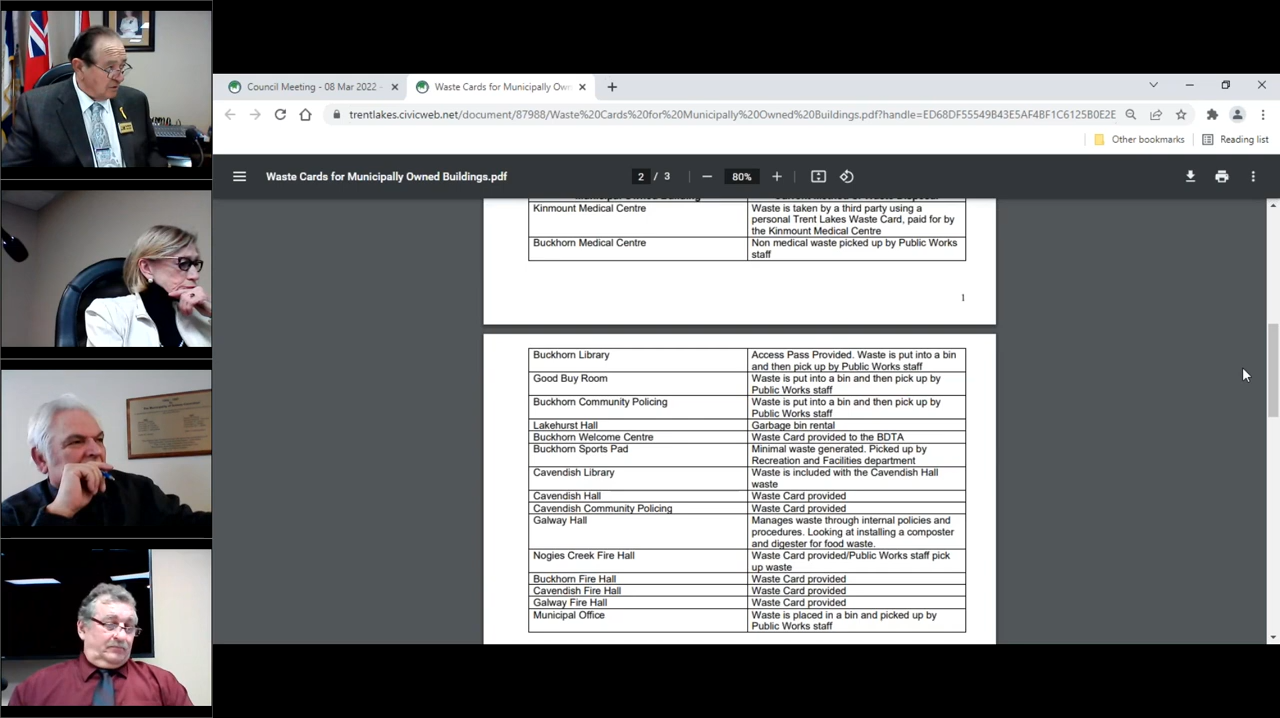 Council Meeting - 08 Mar 2022 -
Waste Cards for Municipally Own
trentlakes.civicweb.net/document/87988/Waste%20Cards%20for%20Municipally%20Owned%20Buildings.pdf?handle=ED68DF55549B43E5AF4BF1C6125B0E2E
Other bookmarks
Reading list
Waste Cards for Municipally Owned Buildings.pdf
2 / 3
80%
Kinmount Medical Centre
Waste is taken by a third party using a
personal Trent Lakes Waste Card, paid for by
the Kinmount Medical Centre
Buckhorn Medical Centre
Non medical waste picked up by Public Works
staff
1
Buckhorn Library
Access Pass Provided. Waste is put into a bin
and then pick up by Public Works staff
Good Buy Room
Waste is put into a bin and then pick up by
Public Works staff
Buckhorn Community Policing
Waste is put into a bin and then pick up by
Public Works staff
Lakehurst Hall
Garbage bin rental
Buckhorn Welcome Centre
Waste Card provided to the BDTA
Buckhorn Sports Pad
Minimal waste generated. Picked up by
Recreation and Facilities department
Cavendish Library
Waste is included with the Cavendish Hall
waste
Cavendish Hall
Waste Card provided
Cavendish Community Policing
Waste Card provided
Galway Hall
Manages waste through internal policies and
procedures. Looking at installing a composter
and digester for food waste.
Nogies Creek Fire Hall
Waste Card provided/Public Works staff pick
up waste
Buckhorn Fire Hall
Waste Card provided
Cavendish Fire Hall
Waste Card provided
Galway Fire Hall
Waste Card provided
Municipal Office
Waste is placed in a bin and picked up by
Public Works staff